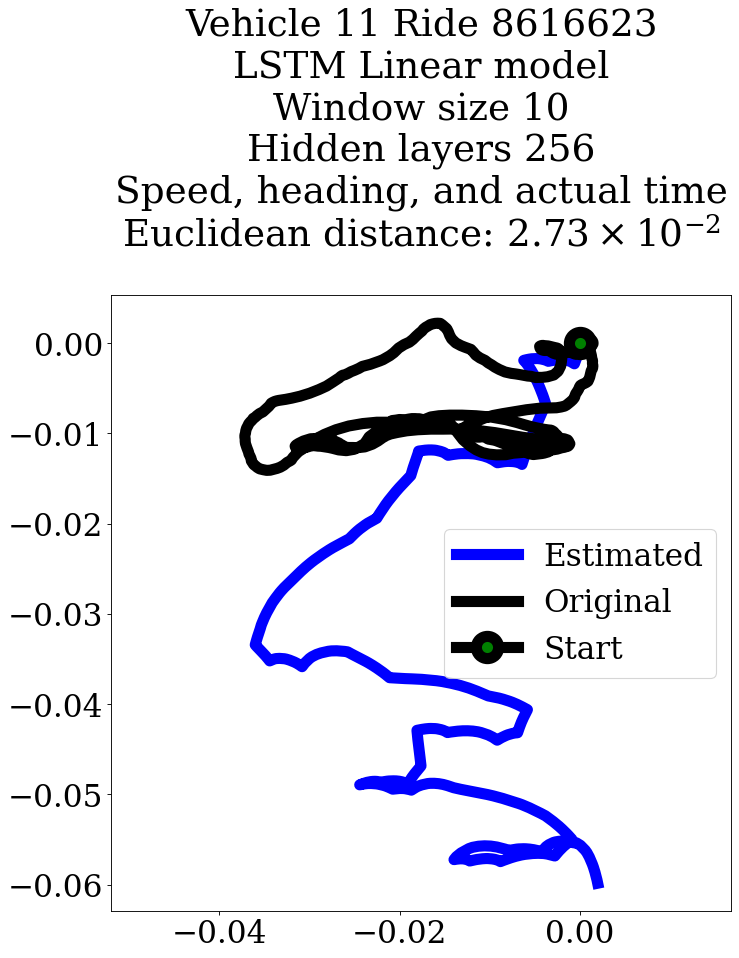 Vehicle 11 Ride 8616623
LSTM Linear model
Window size 10
Hidden layers 256
Speed, heading, and actual time
Euclidean distance: 2.73 × 10⁻²
0.00
−0.01
−0.02
−0.03
−0.04
−0.05
−0.06
Estimated
Original
Start
−0.04
−0.02
0.00